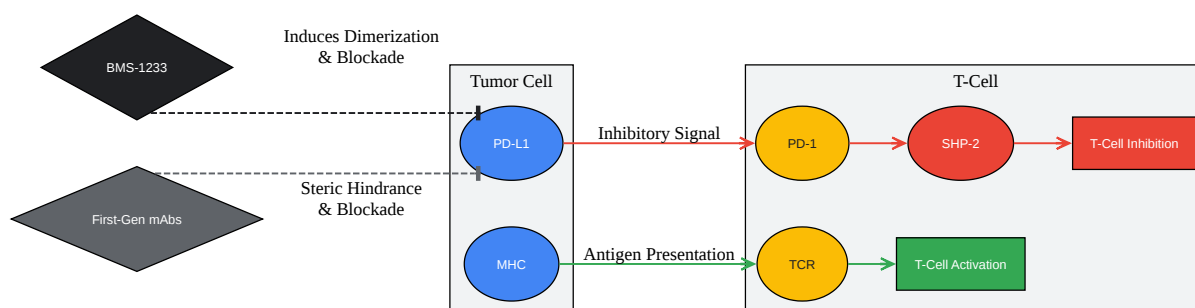 Induces Dimerization
& Blockade
BMS-1233
Tumor Cell
T-Cell
PD-L1
Inhibitory Signal
PD-1
SHP-2
T-Cell Inhibition
Steric Hindrance
& Blockade
First-Gen mAbs
MHC
Antigen Presentation
TCR
T-Cell Activation